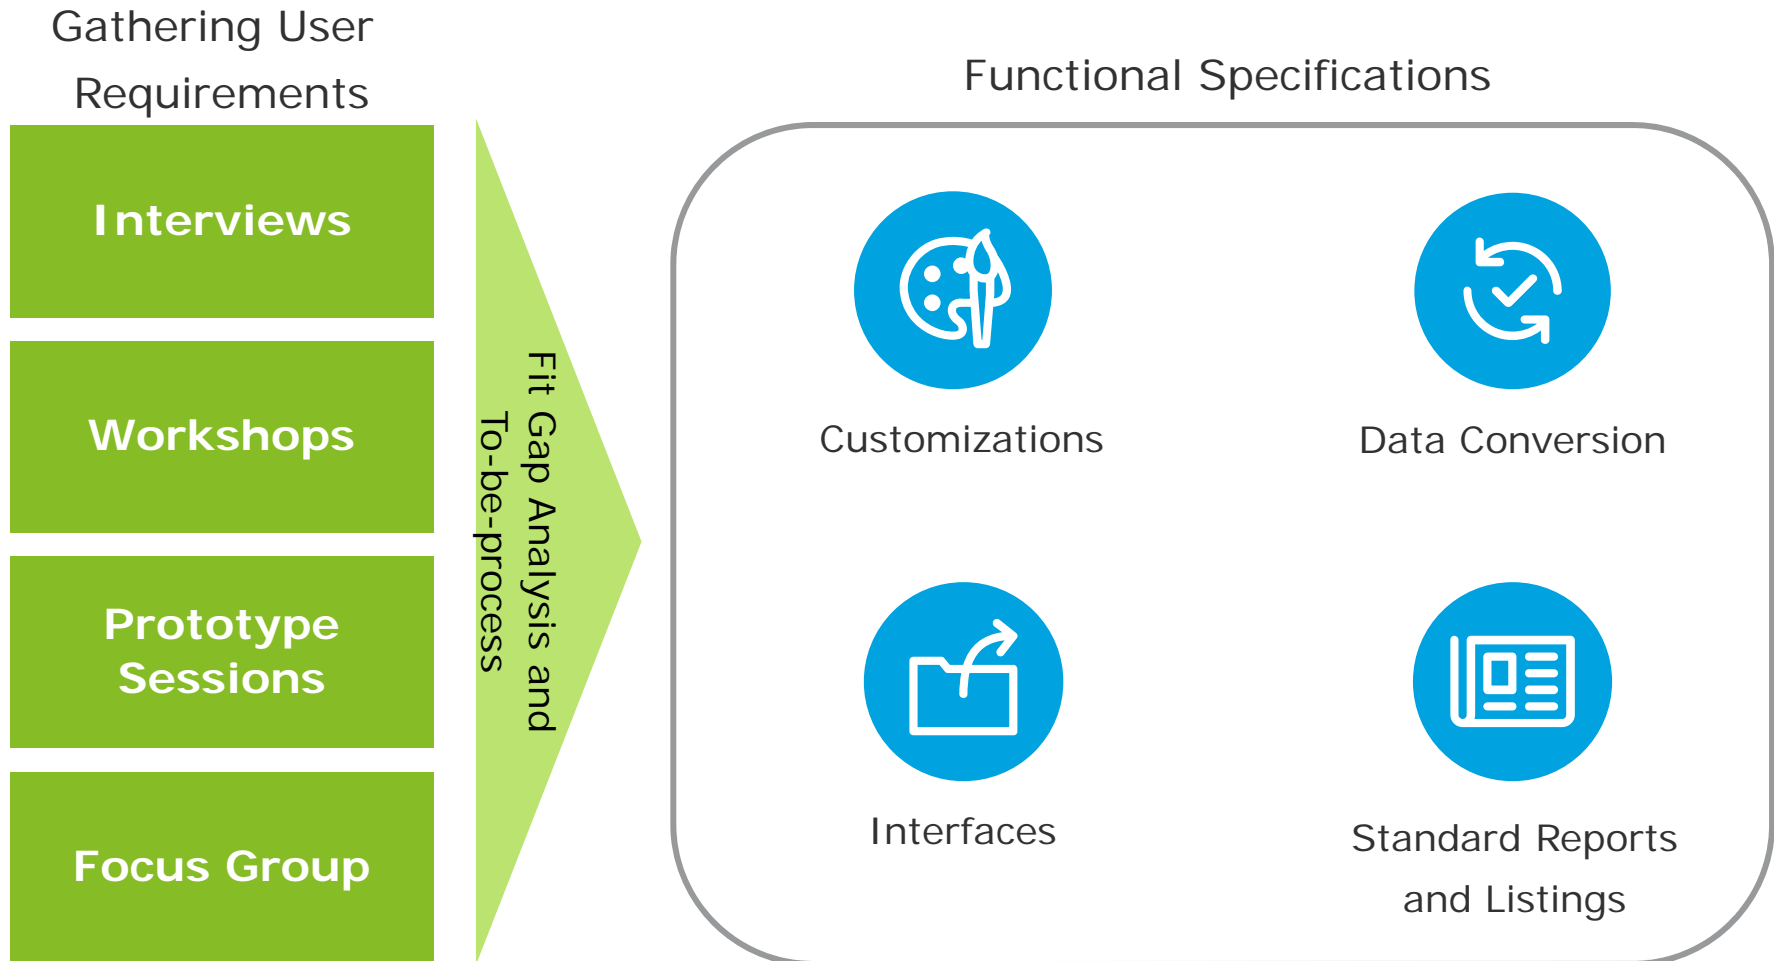 Gathering User
Requirements
Interviews
Workshops
Prototype
Sessions
Focus Group
Fit Gap Analysis and
To-be-process
Functional Specifications
Customizations
Data Conversion
Interfaces
Standard Reports
and Listings